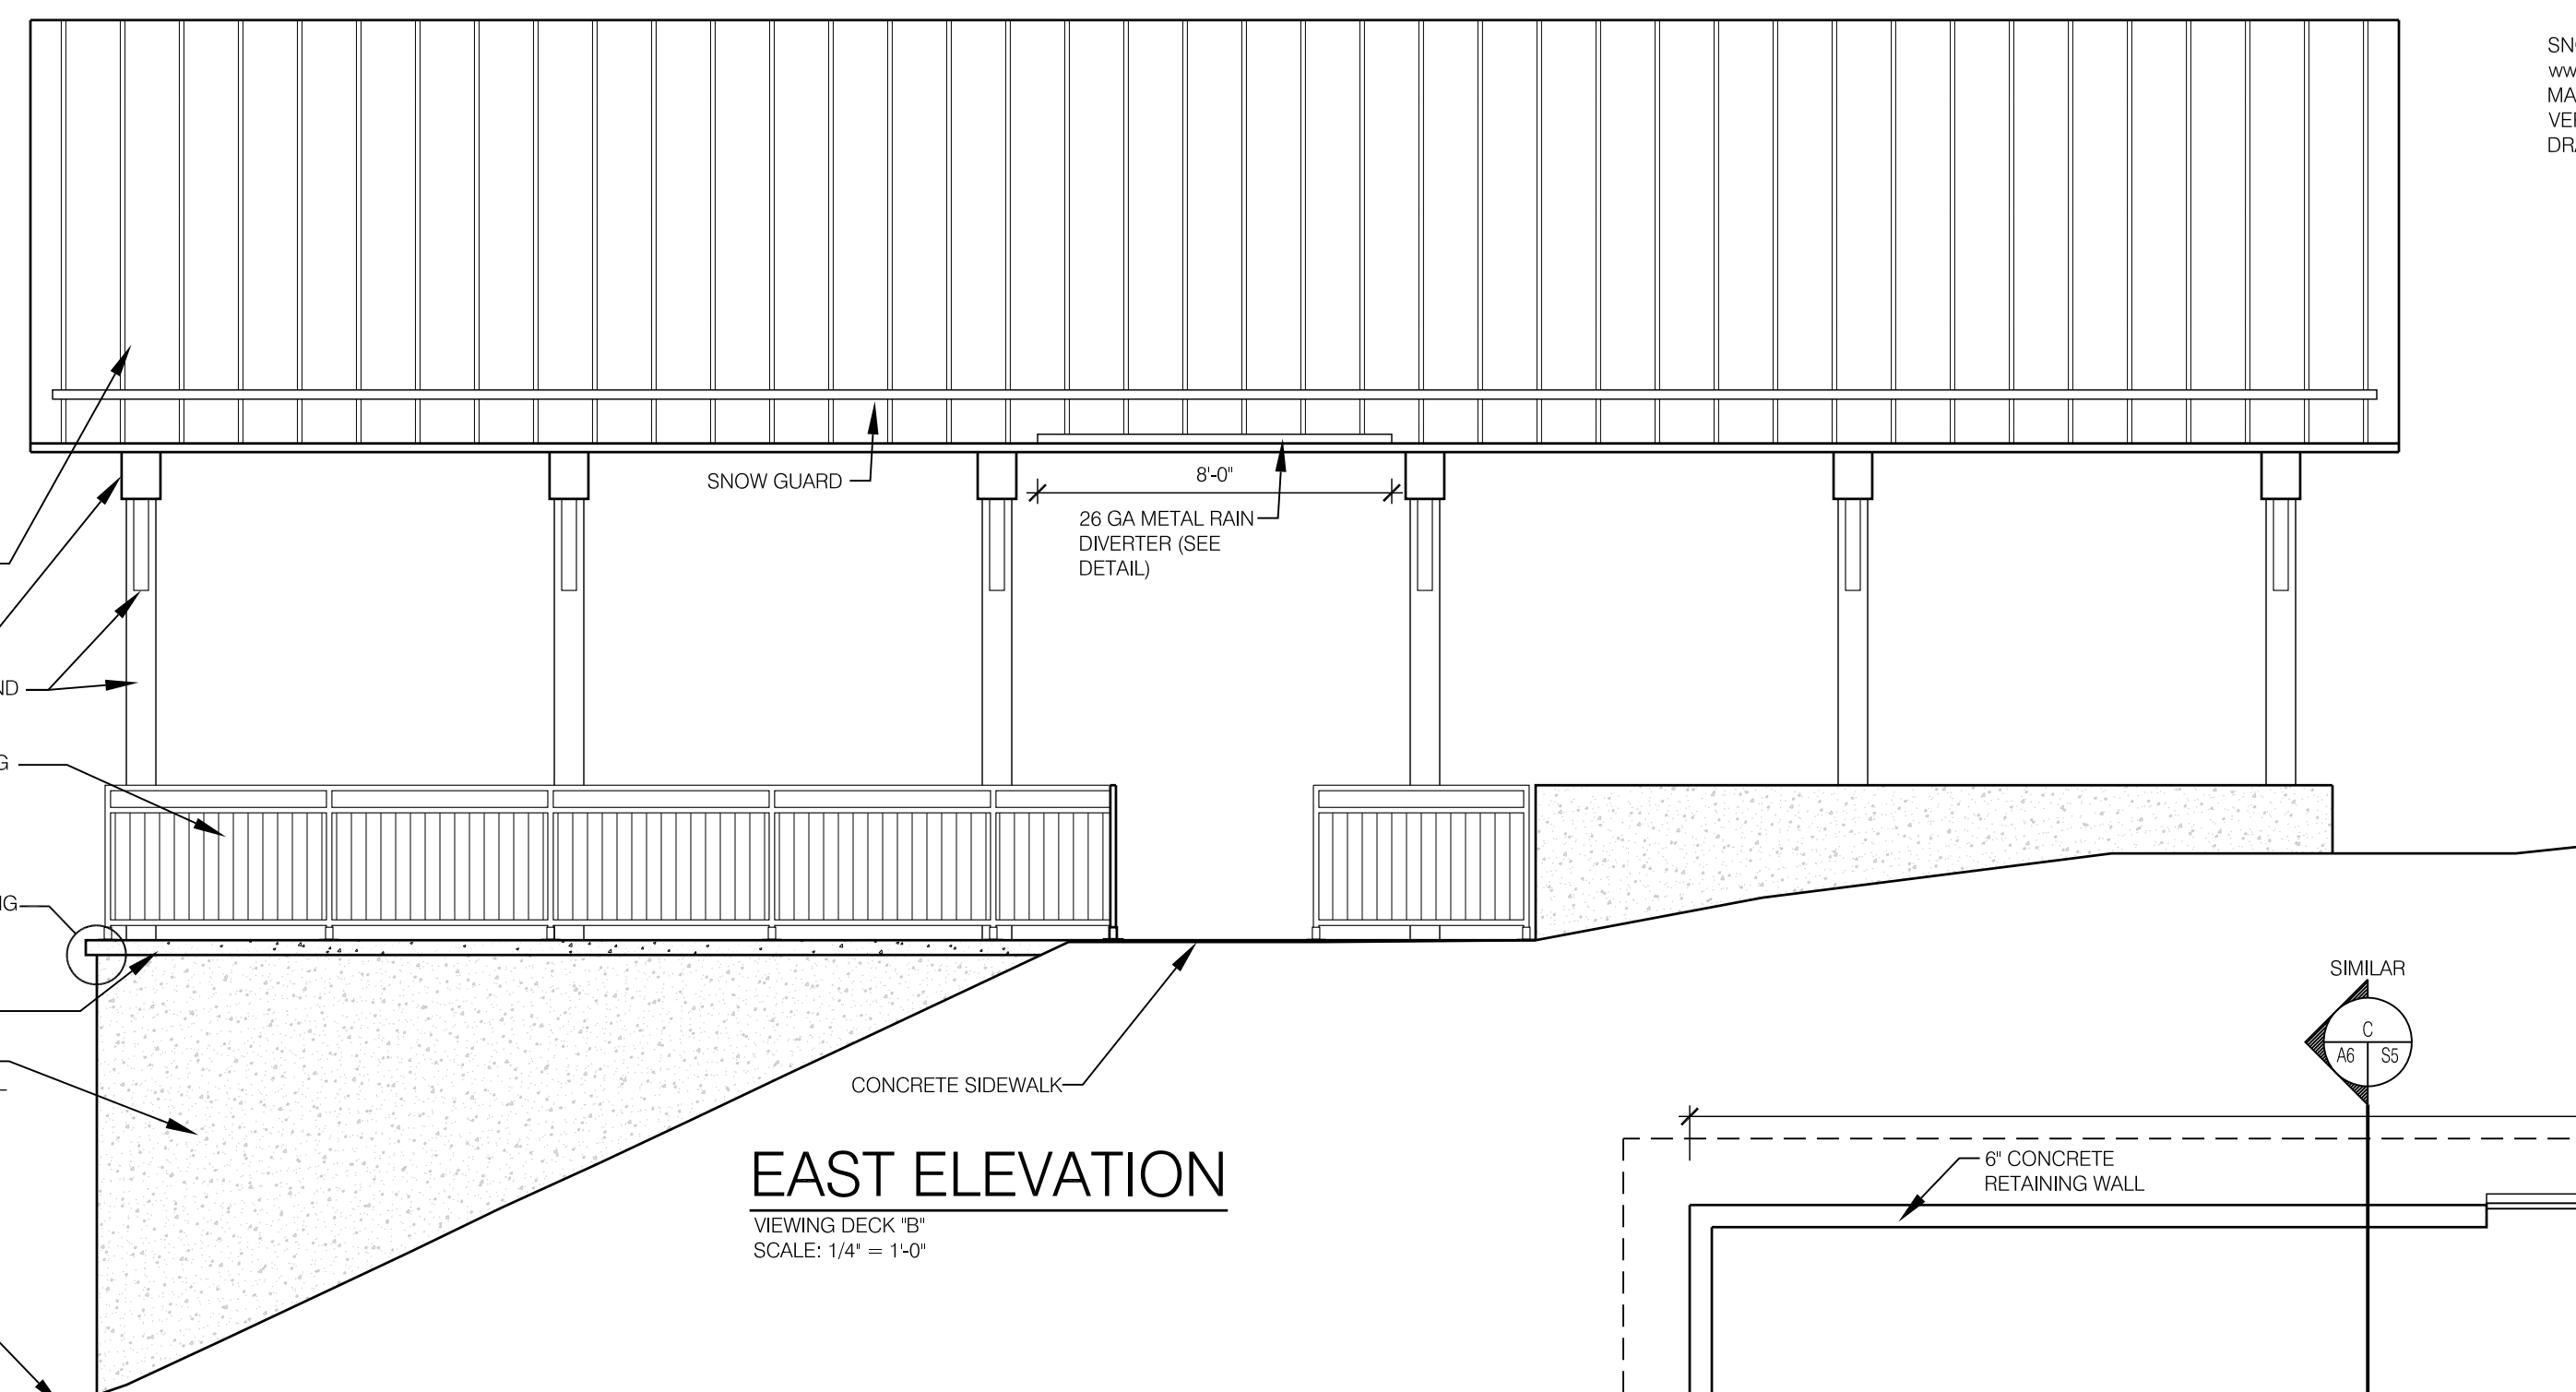 SNOW GUARD
8'-0"
26 GA METAL RAIN
DIVERTER (SEE
DETAIL)
CONCRETE SIDEWALK
EAST ELEVATION
VIEWING DECK "B"
SCALE: 1/4" = 1'-0"
SIMILAR
C
A6 S5
6" CONCRETE
RETAINING WALL